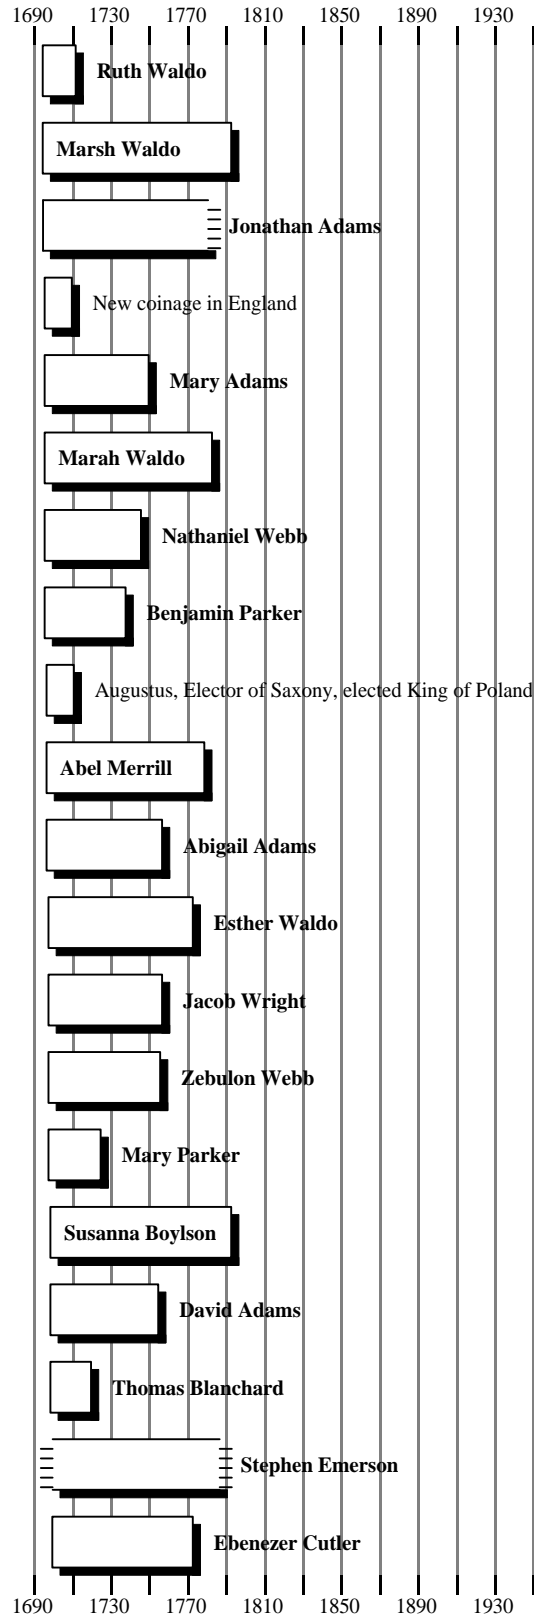 1690 1730 1770 1810 1850 1890 1930
Ruth Waldo
Marsh Waldo
Jonathan Adams
New coinage in England
Mary Adams
Marah Waldo
Nathaniel Webb
Benjamin Parker
Augustus, Elector of Saxony, elected King of Poland
Abel Merrill
Abigail Adams
Esther Waldo
Jacob Wright
Zebulon Webb
Mary Parker
Susanna Boylson
David Adams
Thomas Blanchard
Stephen Emerson
Ebenezer Cutler
1690 1730 1770 1810 1850 1890 1930